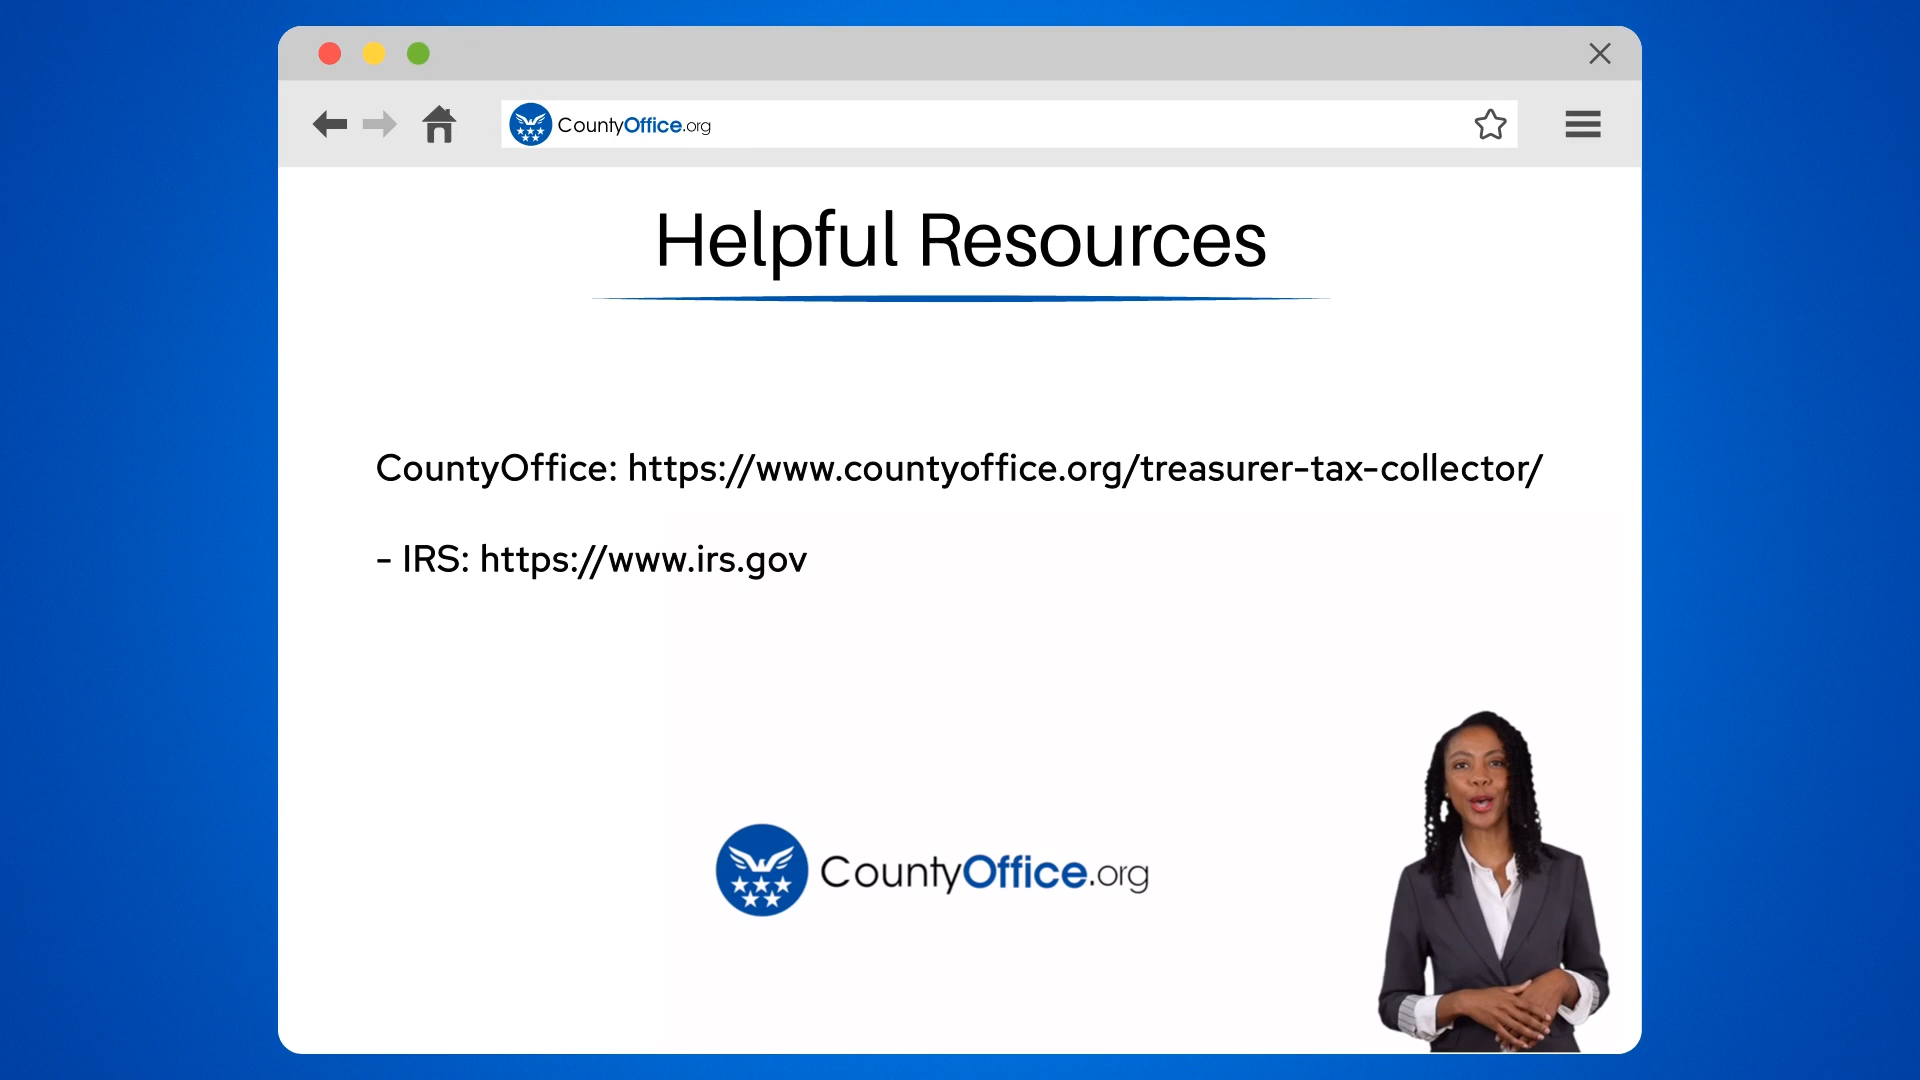 CountyOffice.org
Helpful Resources
CountyOffice: https://www.countyoffice.org/treasurer-tax-collector/
- IRS: https://www.irs.gov
CountyOffice.org